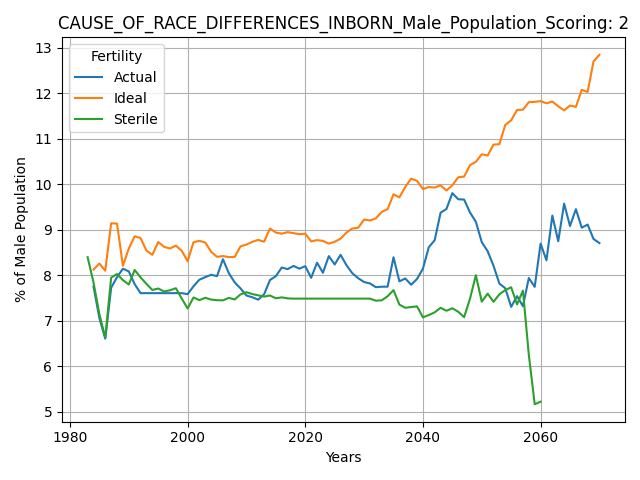 CAUSE_OF_RACE_DIFFERENCES_INBORN_Male_Population_Scoring: 2
Fertility
Actual
Ideal
Sterile
% of Male Population
13
12
11
10
9
8
7
6
5
1980 2000 2020 2040 2060
Years